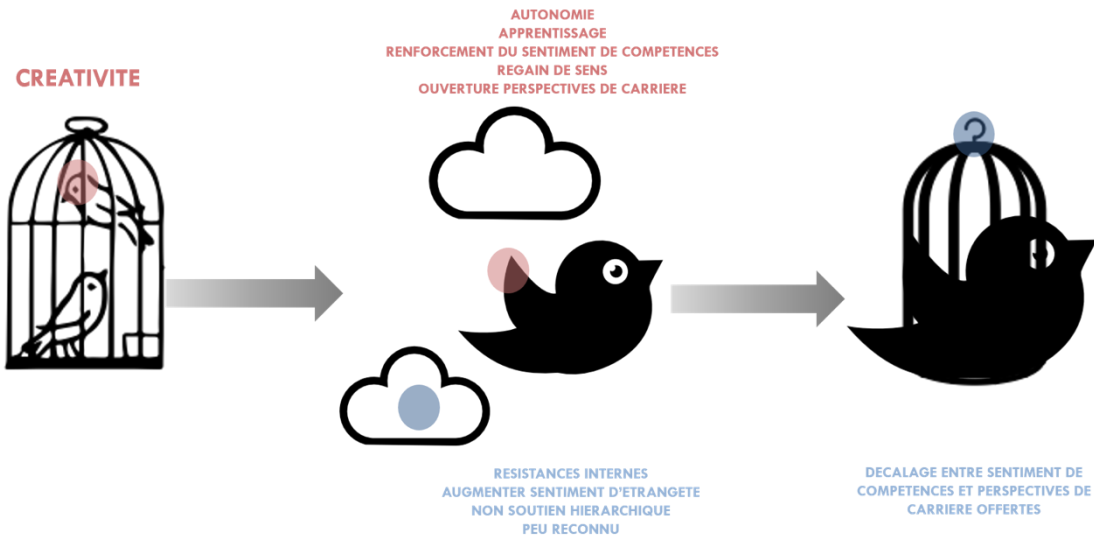 CREATIVITE
AUTONOMIE
APPRENTISSAGE
RENFORCEMENT DU SENTIMENT DE COMPETENCES
REGAIN DE SENS
OUVERTURE PERSPECTIVES DE CARRIERE
RESISTANCES INTERNES
AUGMENTER SENTIMENT D'ETRANGETE
NON SOUTIEN HIERARCHIQUE
PEU RECONNU
DECALAGE ENTRE SENTIMENT DE
COMPETENCES ET PERSPECTIVES DE
CARRIERE OFFERTES